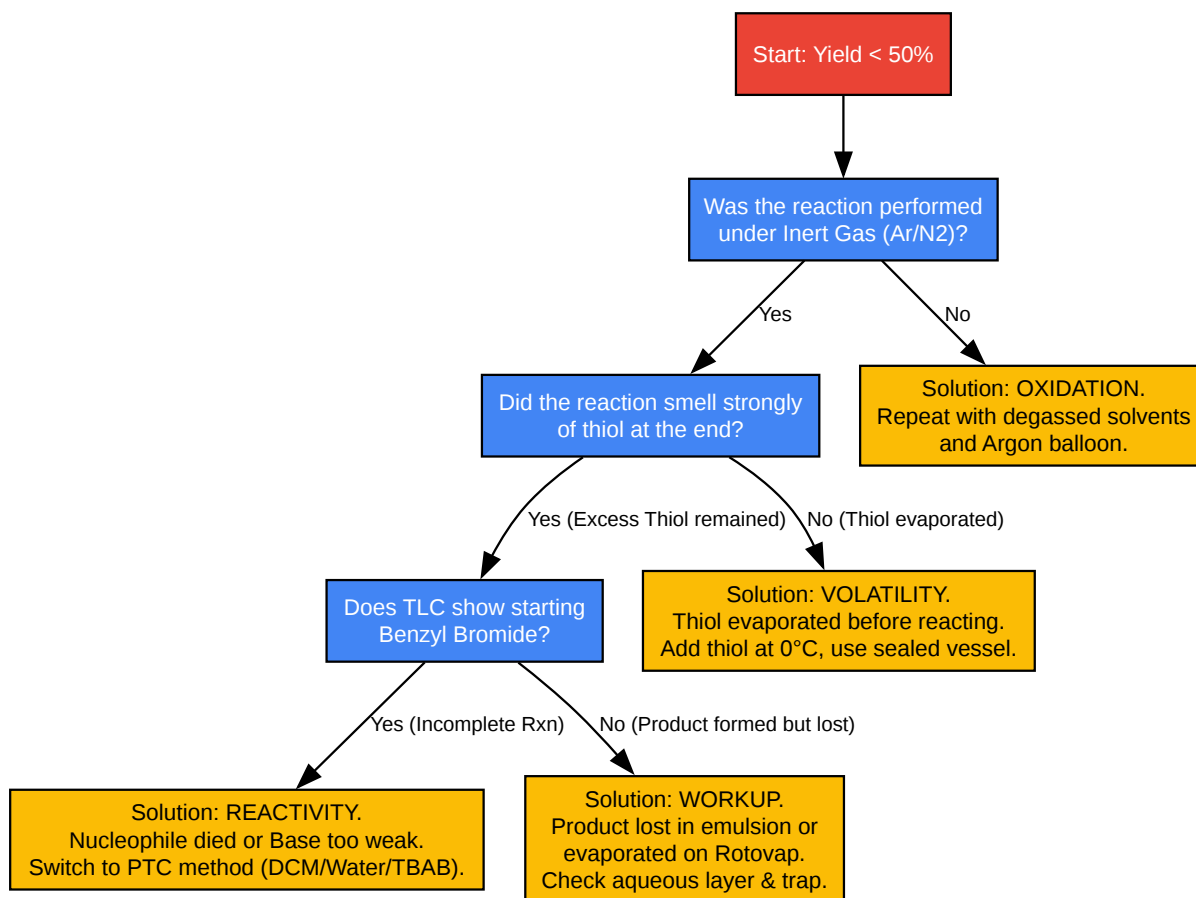 Start: Yield < 50%
Was the reaction performed
under Inert Gas (Ar/N2)?
Yes
No
Solution: OXIDATION.
Repeat with degassed solvents
and Argon balloon.
Did the reaction smell strongly
of thiol at the end?
Yes (Excess Thiol remained)
No (Thiol evaporated)
Solution: VOLATILITY.
Thiol evaporated before reacting.
Add thiol at 0°C, use sealed vessel.
Does TLC show starting
Benzyl Bromide?
Yes (Incomplete Rxn)
No (Product formed but lost)
Solution: REACTIVITY.
Nucleophile died or Base too weak.
Switch to PTC method (DCM/Water/TBAB).
Solution: WORKUP.
Product lost in emulsion or
evaporated on Rotovap.
Check aqueous layer & trap.